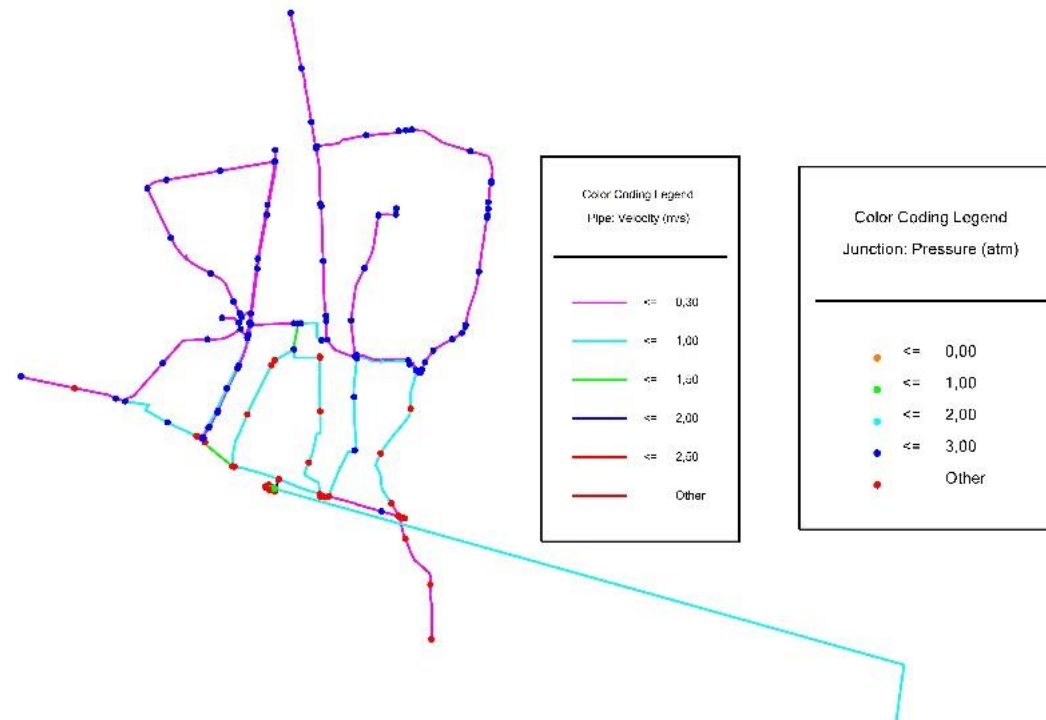 Color Coding Legend
Pipe: Velocity (m/s)
<= 0,30
<= 1,00
<= 1,50
<= 2,00
<= 2,50
Other
Color Coding Legend
Junction: Pressure (atm)
<= 0,00
<= 1,00
<= 2,00
<= 3,00
Other